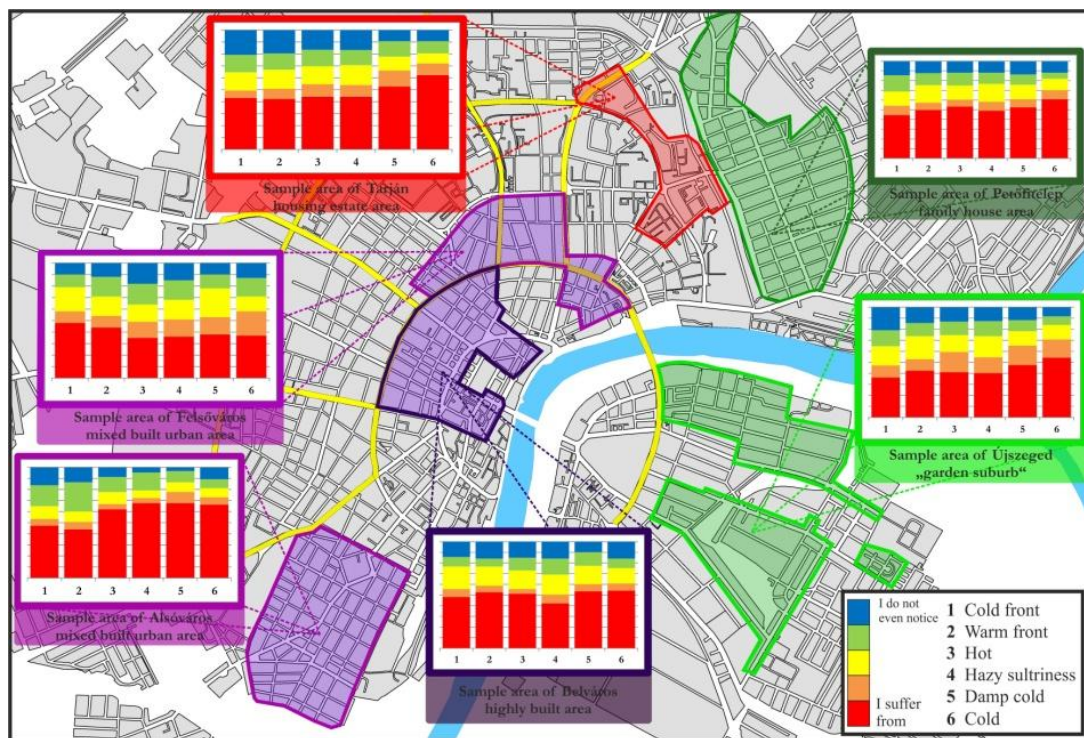 1 2 3 4 5 6
Sample area of Tarján
housing estate area
1 2 3 4 5 6
Sample area of Petőfitelep
family house area
1 2 3 4 5 6
Sample area of Felsőváros
mixed built urban area
1 2 3 4 5 6
Sample area of Újszeged
„garden suburb“
1 2 3 4 5 6
Sample area of Alsóváros
mixed built urban area
1 2 3 4 5 6
Sample area of Belváros
highly built area
I do not
even notice
I suffer
from
1 Cold front
2 Warm front
3 Hot
4 Hazy sultriness
5 Damp cold
6 Cold